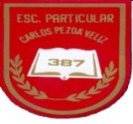 ESC. PARTICULAR
CARLOS PEZOA VELIZ
387